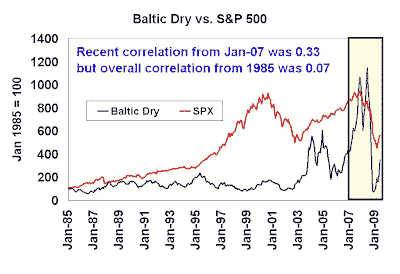 Baltic Dry vs. S&P 500
1400
1200
1000
800
600
400
200
0
Jan 1985 = 100
Recent correlation from Jan-07 was 0.33
but overall correlation from 1985 was 0.07
Baltic Dry SPX
Jan-85
Jan-87
Jan-89
Jan-91
Jan-93
Jan-95
Jan-97
Jan-99
Jan-01
Jan-03
Jan-05
Jan-07
Jan-09